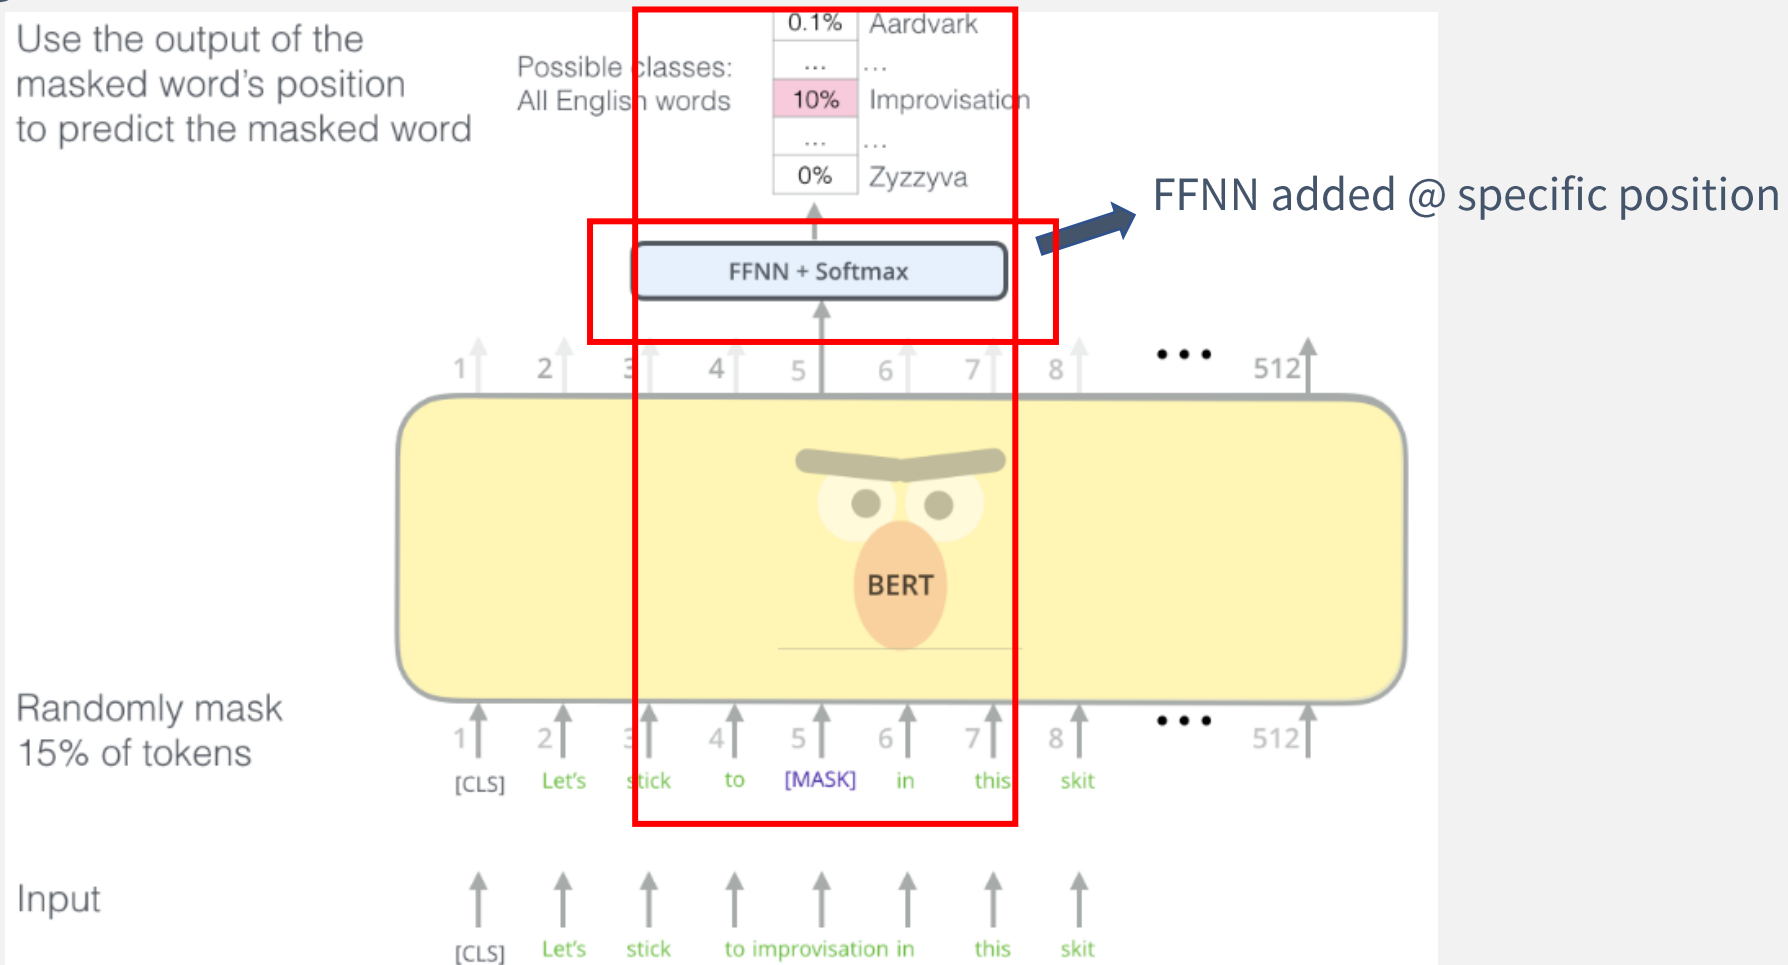 Use the output of the
masked word's position
to predict the masked word
Possible classes:
All English words
0.1% Aardvark
... ...
10% Improvisation
... ...
0% Zyzzyva
FFNN added @ specific position
FFNN + Softmax
1 2 3 4 5 6 7 8 ... 512
BERT
Randomly mask
15% of tokens
1 2 3 4 5 6 7 8 ... 512
[CLS] Let's stick to [MASK] in this skit
Input
[CLS] Let's stick to improvisation in this skit